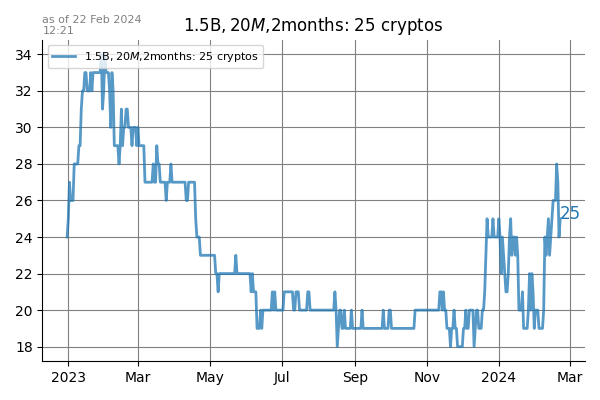 as of 22 Feb 2024
12:21
1.5B, 20M,2months: 25 cryptos
1.5B, 20M,2months: 25 cryptos
34
32
30
28
26
24
22
20
18
25
2023
Mar
May
Jul
Sep
Nov
2024
Mar